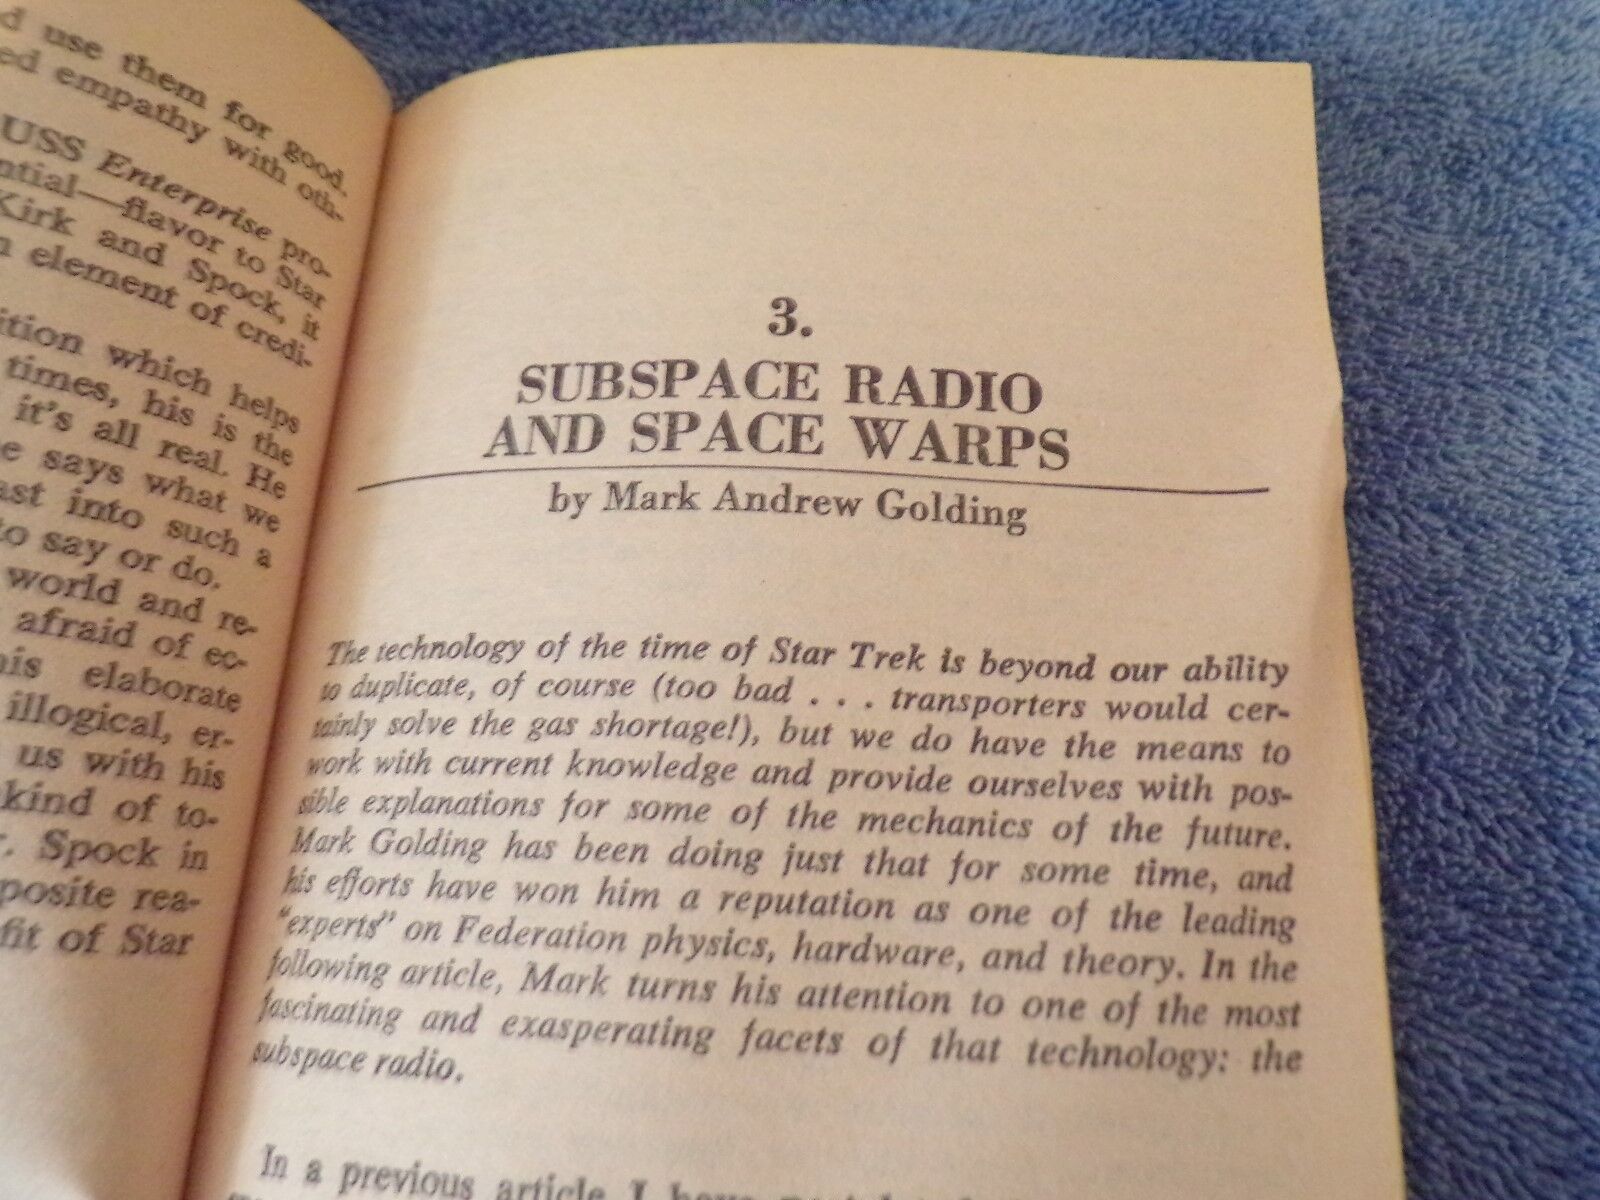 d use them for good.
ed empathy with oth-
USS Enterprise pro-
ntial—flavor to Star
Kirk and Spock, it
n element of credi-
ition which helps
times, his is the
it's all real. He
e says what we
ast into such a
to say or do.
world and re-
afraid of ec-
his elaborate
illogical, er-
us with his
kind of to-
. Spock in
posite rea-
fit of Star
3.
SUBSPACE RADIO
AND SPACE WARPS
by Mark Andrew Golding
The technology of the time of Star Trek is beyond our ability
to duplicate, of course (too bad . . . transporters would cer-
tainly solve the gas shortage!), but we do have the means to
work with current knowledge and provide ourselves with pos-
sible explanations for some of the mechanics of the future.
Mark Golding has been doing just that for some time, and
his efforts have won him a reputation as one of the leading
"experts" on Federation physics, hardware, and theory. In the
following article, Mark turns his attention to one of the most
fascinating and exasperating facets of that technology: the
subspace radio.
In a previous article I have